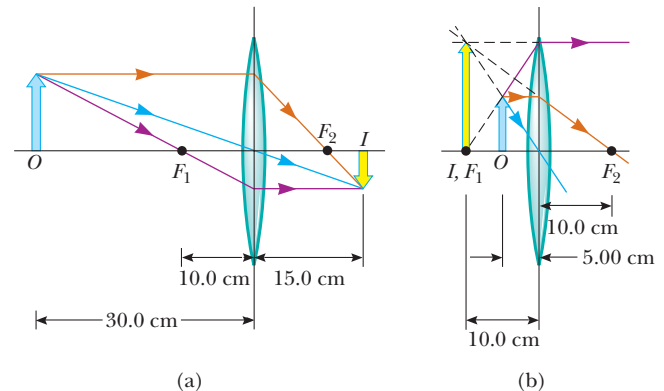 O
F1
F2
I
10.0 cm
15.0 cm
30.0 cm
(a)
I, F1
O
F2
10.0 cm
5.00 cm
10.0 cm
(b)